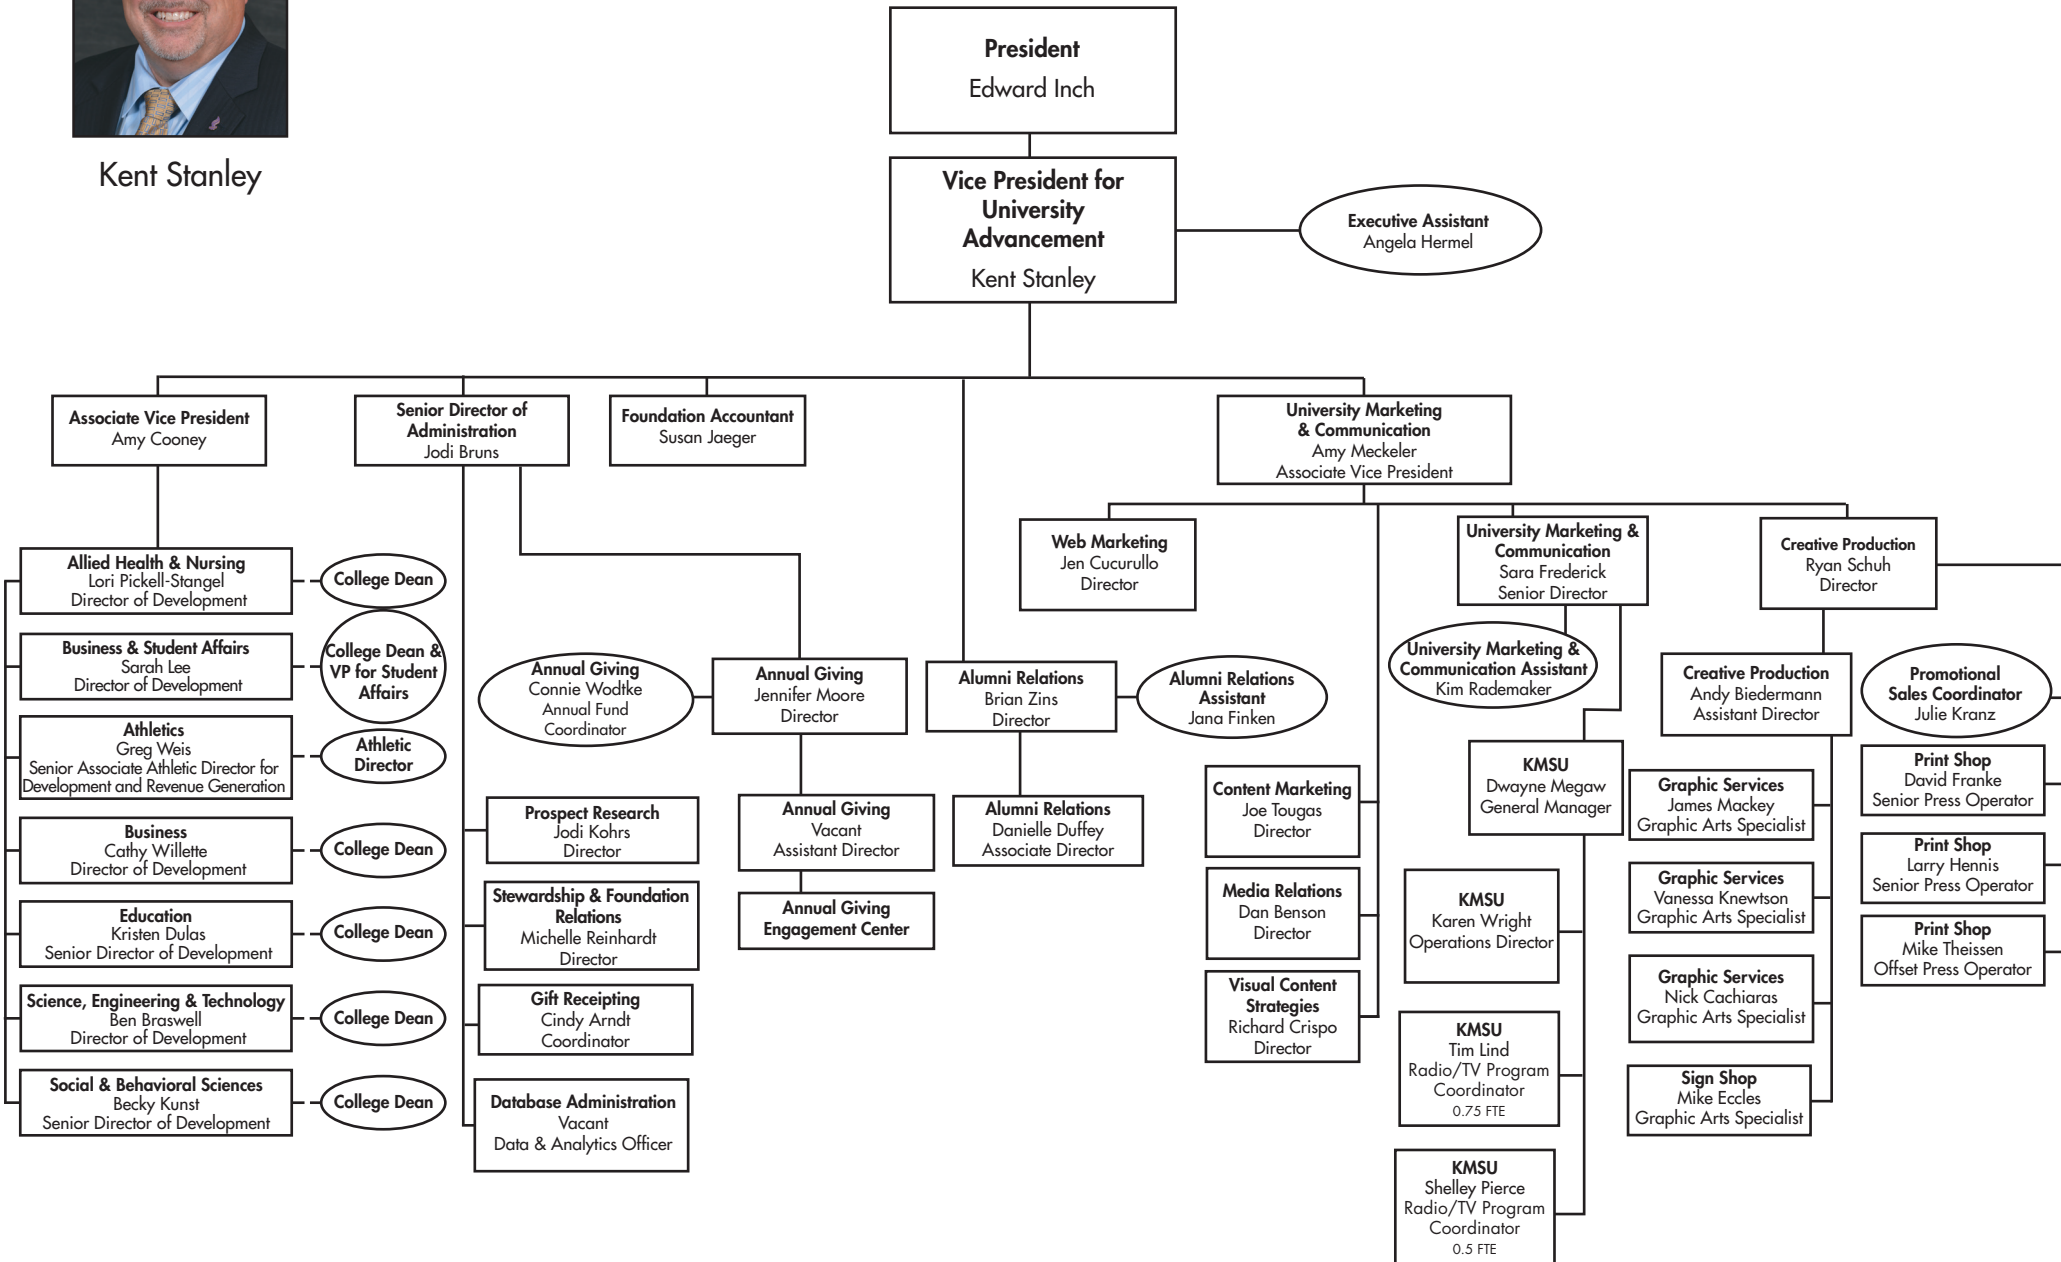 Kent Stanley
President
Edward Inch
Vice President for
University
Advancement
Kent Stanley
Executive Assistant
Angela Hermel
Associate Vice President
Amy Cooney
Senior Director of
Administration
Jodi Bruns
Foundation Accountant
Susan Jaeger
University Marketing
& Communication
Amy Meckeler
Associate Vice President
Allied Health & Nursing
Lori Pickell-Stangel
Director of Development
College Dean
Business & Student Affairs
Sarah Lee
Director of Development
College Dean &
VP for Student
Affairs
Athletics
Greg Weis
Senior Associate Athletic Director for
Development and Revenue Generation
Athletic
Director
Business
Cathy Willette
Director of Development
College Dean
Education
Kristen Dulas
Senior Director of Development
College Dean
Science, Engineering & Technology
Ben Braswell
Director of Development
College Dean
Social & Behavioral Sciences
Becky Kunst
Senior Director of Development
College Dean
Prospect Research
Jodi Kohrs
Director
Stewardship & Foundation
Relations
Michelle Reinhardt
Director
Gift Receipting
Cindy Arndt
Coordinator
Database Administration
Vacant
Data & Analytics Officer
Annual Giving
Connie Wodtke
Annual Fund
Coordinator
Annual Giving
Jennifer Moore
Director
Annual Giving
Vacant
Assistant Director
Annual Giving
Engagement Center
Alumni Relations
Brian Zins
Director
Alumni Relations
Assistant
Jana Finken
Alumni Relations
Danielle Duffey
Associate Director
Web Marketing
Jen Cucurullo
Director
Content Marketing
Joe Tougas
Director
Media Relations
Dan Benson
Director
Visual Content
Strategies
Richard Crispo
Director
University Marketing &
Communication
Sara Frederick
Senior Director
University Marketing &
Communication Assistant
Kim Rademaker
KMSU
Dwayne Megaw
General Manager
KMSU
Karen Wright
Operations Director
KMSU
Tim Lind
Radio/TV Program
Coordinator
0.75 FTE
KMSU
Shelley Pierce
Radio/TV Program
Coordinator
0.5 FTE
Creative Production
Ryan Schuh
Director
Creative Production
Andy Biedermann
Assistant Director
Graphic Services
James Mackey
Graphic Arts Specialist
Graphic Services
Vanessa Knewtson
Graphic Arts Specialist
Graphic Services
Nick Cachiaras
Graphic Arts Specialist
Sign Shop
Mike Eccles
Graphic Arts Specialist
Promotional
Sales Coordinator
Julie Kranz
Print Shop
David Franke
Senior Press Operator
Print Shop
Larry Hennis
Senior Press Operator
Print Shop
Mike Theissen
Offset Press Operator